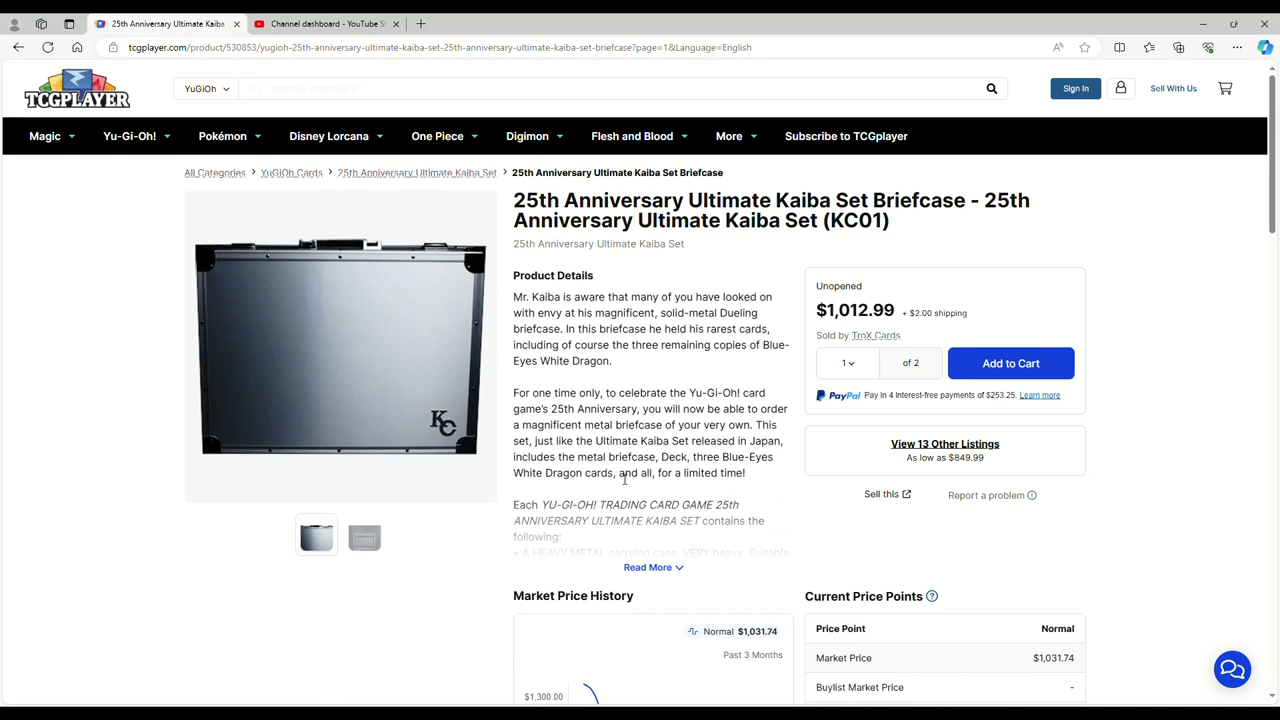 25th Anniversary Ultimate Kaiba
Channel dashboard - YouTube St
tcgplayer.com/product/530853/yugioh-25th-anniversary-ultimate-kaiba-set-25th-anniversary-ultimate-kaiba-set-briefcase?page=1&Language=English
TCGPLAYER
YuGiOh
Try "zubaba monsters"
Sign In
Sell With Us
Magic
Yu-Gi-Oh!
Pokémon
Disney Lorcana
One Piece
Digimon
Flesh and Blood
More
Subscribe to TCGplayer
All Categories > YuGiOh Cards > 25th Anniversary Ultimate Kaiba Set > 25th Anniversary Ultimate Kaiba Set Briefcase
KC
25th Anniversary Ultimate Kaiba Set Briefcase - 25th
Anniversary Ultimate Kaiba Set (KC01)
25th Anniversary Ultimate Kaiba Set
Product Details
Mr. Kaiba is aware that many of you have looked on
with envy at his magnificent, solid-metal Dueling
briefcase. In this briefcase he held his rarest cards,
including of course the three remaining copies of Blue-
Eyes White Dragon.
For one time only, to celebrate the Yu-Gi-Oh! card
game's 25th Anniversary, you will now be able to order
a magnificent metal briefcase of your very own. This
set, just like the Ultimate Kaiba Set released in Japan,
includes the metal briefcase, Deck, three Blue-Eyes
White Dragon cards, and all, for a limited time!
Each YU-GI-OH! TRADING CARD GAME 25th
ANNIVERSARY ULTIMATE KAIBA SET contains the
following:
• A HEAVY METAL carrying case. VERY heavy. Suitable
Read More
Unopened
$1,012.99 + $2.00 shipping
Sold by TroX Cards
1 of 2
Add to Cart
PayPal Pay in 4 interest-free payments of $253.25. Learn more
View 13 Other Listings
As low as $849.99
Sell this
Report a problem
Market Price History
Normal $1,031.74
Past 3 Months
$1,300.00
Current Price Points
Price Point Normal
Market Price $1,031.74
Buylist Market Price -